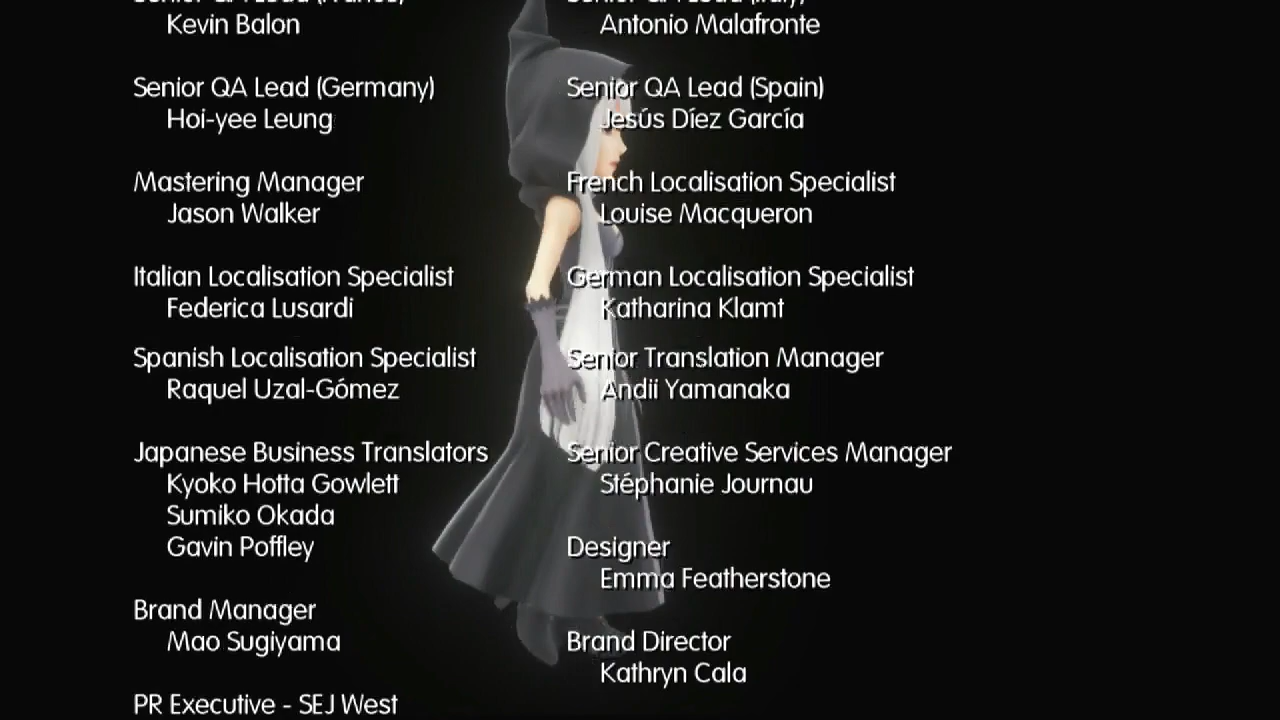 Kevin Balon
Antonio Malafronte
Senior QA Lead (Germany)
Hoi-yee Leung
Senior QA Lead (Spain)
Jesús Díez García
Mastering Manager
Jason Walker
French Localisation Specialist
Louise Macqueron
Italian Localisation Specialist
Federica Lusardi
German Localisation Specialist
Katharina Klamt
Spanish Localisation Specialist
Raquel Uzal-Gómez
Senior Translation Manager
Andii Yamanaka
Japanese Business Translators
Kyoko Hotta Gowlett
Sumiko Okada
Gavin Poffley
Senior Creative Services Manager
Stéphanie Journau
Designer
Emma Featherstone
Brand Manager
Mao Sugiyama
Brand Director
Kathryn Cala
PR Executive - SEJ West